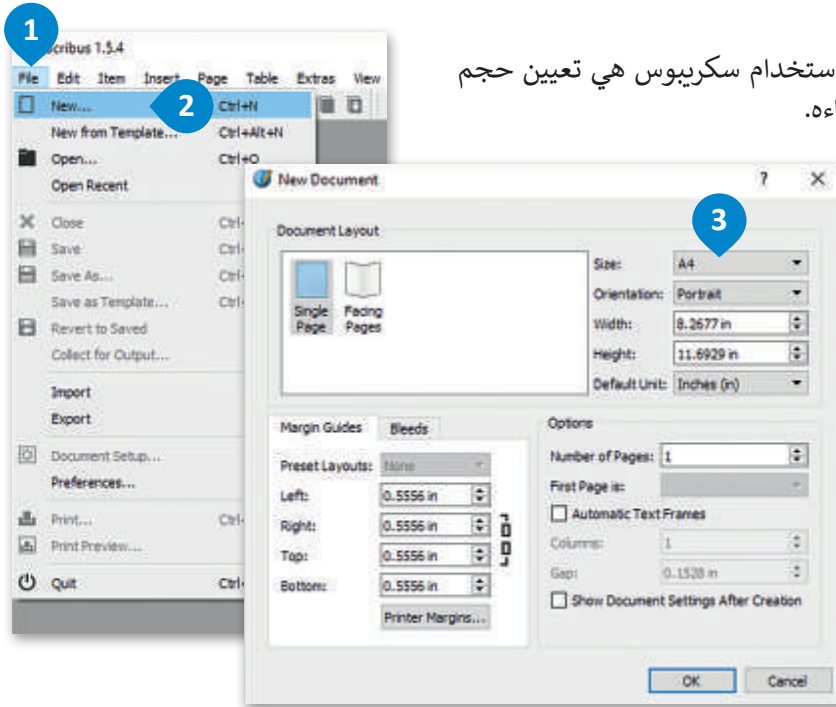 1
cribus 1.5.4
File Edit Item Insert Page Table Extras View
New... 2 Ctrl+N
New from Template... Ctrl+Alt+N
Open... Ctrl+O
Open Recent
Close Ctrl+
Save Ctrl+
Save As... Ctrl+
Save as Template... Ctrl+
Revert to Saved
Collect for Output...
Import
Export
Document Setup...
Preferences...
Print... Ctrl+
Print Preview...
Quit Ctrl+
ستخدام سكريبوس هي تعيين حجم
اءه.
New Document ? ×
Document Layout
3
Single Page
Facing Pages
Size: A4
Orientation: Portrait
Width: 8.2677 in
Height: 11.6929 in
Default Unit: Inches (in)
Margin Guides Bleeds
Preset Layouts: None
Left: 0.5556 in
Right: 0.5556 in
Top: 0.5556 in
Bottom: 0.5556 in
Printer Margins...
Options
Number of Pages: 1
First Page is:
Automatic Text Frames
Columns: 1
Gap: 0.1528 in
Show Document Settings After Creation
OK Cancel